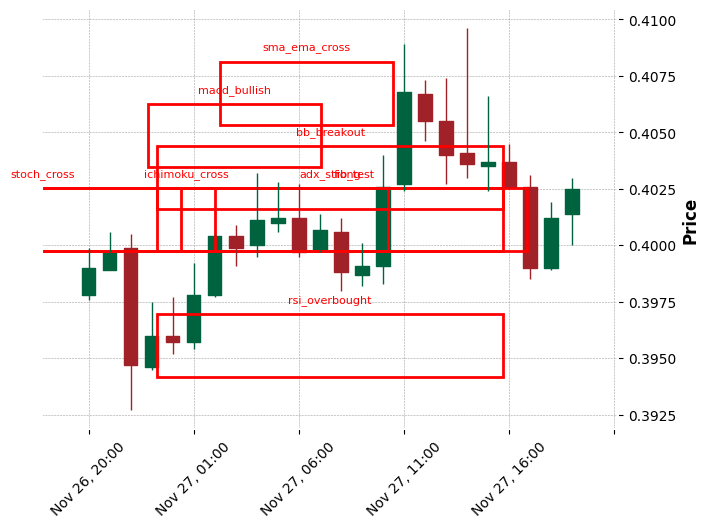 sma_ema_cross
macd_bullish
bb_breakout
stoch_cross
ichimoku_cross
adx_strong
fib_test
rsi_overbought
0.4100
0.4075
0.4050
0.4025
0.4000
0.3975
0.3950
0.3925
Price
Nov 26, 20:00
Nov 27, 01:00
Nov 27, 06:00
Nov 27, 11:00
Nov 27, 16:00